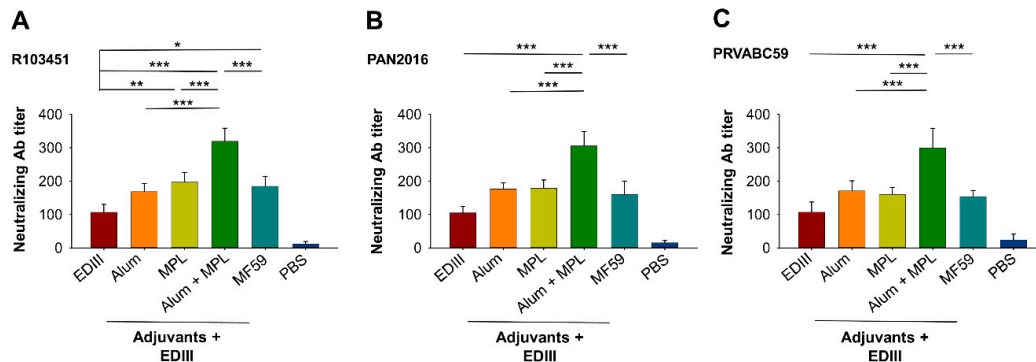 A
R103451
*
***
***
**
***
***
Neutralizing Ab titer
400
300
200
100
0
EDIII
Alum
MPL
Alum + MPL
MF59
PBS
Adjuvants +
EDIII
B
PAN2016
***
***
***
***
Neutralizing Ab titer
400
300
200
100
0
EDIII
Alum
MPL
Alum + MPL
MF59
PBS
Adjuvants +
EDIII
C
PRVABC59
***
***
***
***
Neutralizing Ab titer
400
300
200
100
0
EDIII
Alum
MPL
Alum + MPL
MF59
PBS
Adjuvants +
EDIII